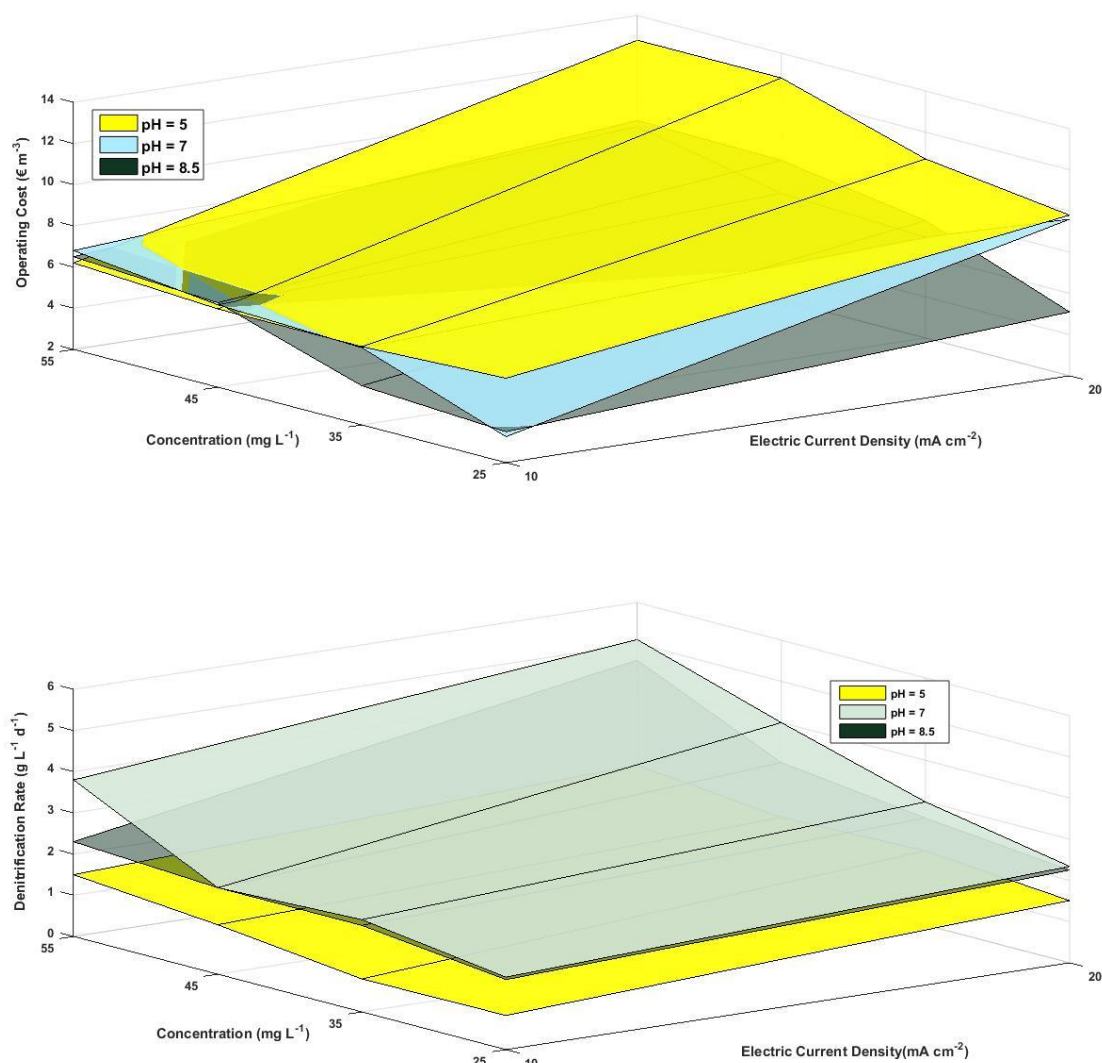 14
12
10
8
6
4
2
Operating Cost (€ m⁻³)
pH = 5
pH = 7
pH = 8.5
55
45
35
25
Concentration (mg L⁻¹)
10
20
Electric Current Density (mA cm⁻²)
6
5
4
3
2
1
0
Denitrification Rate (g L⁻¹ d⁻¹)
pH = 5
pH = 7
pH = 8.5
55
45
35
25
Concentration (mg L⁻¹)
10
20
Electric Current Density(mA cm⁻²)